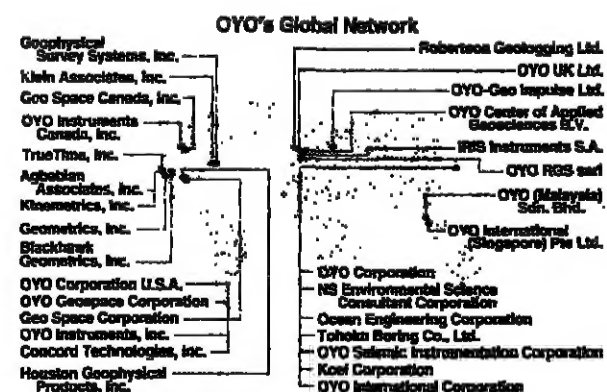 OYO's Global Network
Geophysical
Survey Systems, Inc.
Klein Associates, Inc.
Geo Space Canada, Inc.
OYO Instruments
Canada, Inc.
TrueTime, Inc.
Agbabian
Associates, Inc.
Kinemetrics, Inc.
Geometrics, Inc.
Blackhawk
Geometrics, Inc.
OYO Corporation U.S.A.
OYO Geospace Corporation
Geo Space Corporation
OYO Instruments, Inc.
Concord Technologies, Inc.
Houston Geophysical
Products, Inc.
Robertson Geologging Ltd.
OYO UK Ltd.
OYO-Geo Impulse Ltd.
OYO Center of Applied
Geosciences B.V.
IRIS Instruments S.A.
OYO RGS sarl
OYO (Malaysia)
Sdn. Bhd.
OYO International
(Singapore) Pte Ltd.
OYO Corporation
NS Environmental Science
Consultant Corporation
Ocean Engineering Corporation
Tohoku Boring Co., Ltd.
OYO Seismic Instrumentation Corporation
Koei Corporation
OYO International Corporation